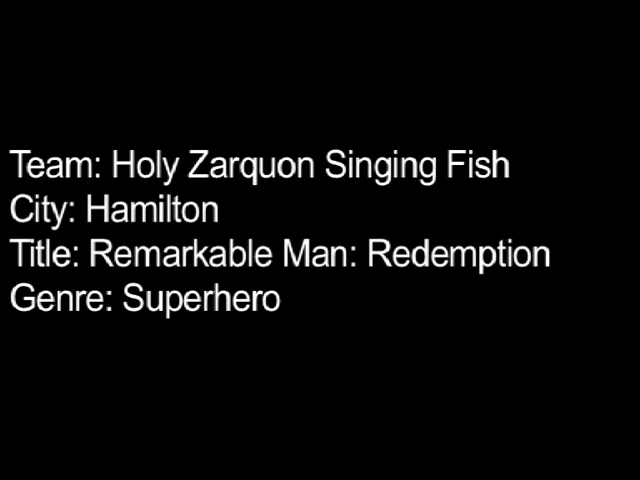 Team: Holy Zarquon Singing Fish
City: Hamilton
Title: Remarkable Man: Redemption
Genre: Superhero